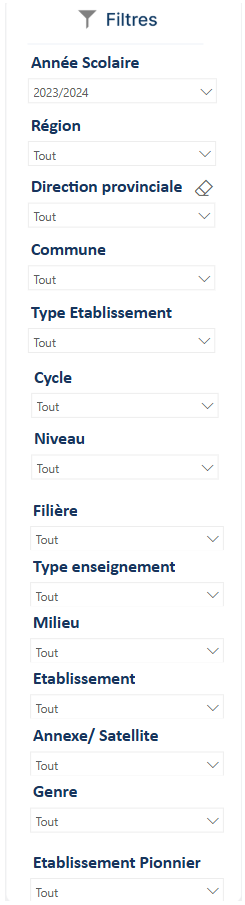 Filtres
Année Scolaire
2023/2024
Région
Tout
Direction provinciale
Tout
Commune
Tout
Type Etablissement
Tout
Cycle
Tout
Niveau
Tout
Filière
Tout
Type enseignement
Tout
Milieu
Tout
Etablissement
Tout
Annexe/ Satellite
Tout
Genre
Tout
Etablissement Pionnier
Tout